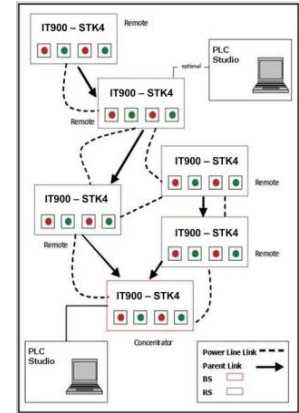 IT900 – STK4
Remote
PLC
Studio
optional
IT900 – STK4
Remote
IT900 – STK4
Remote
IT900 – STK4
Remote
IT900 – STK4
Remote
IT900 – STK4
Concentrator
PLC
Studio
Power Line Link
Parent Link
BS
RS